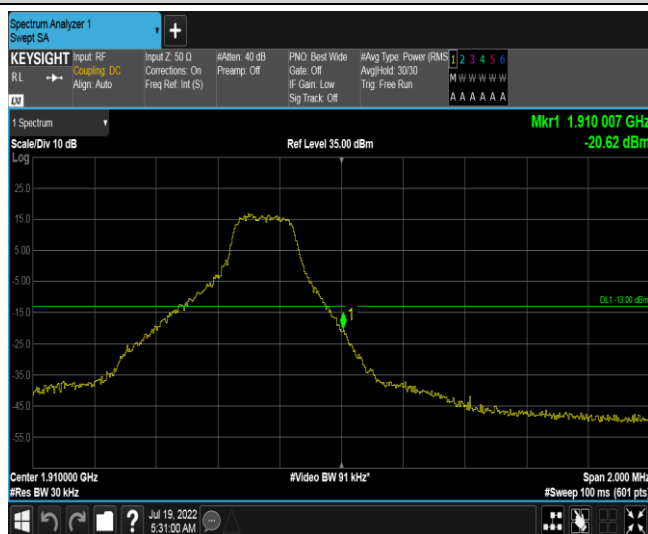 Spectrum Analyzer 1
Swept SA
+
KEYSIGHT
RL
Input: RF
Coupling: DC
Align: Auto
Input Z: 50 Ω
Corrections: On
Freq Ref: Int (S)
#Atten: 40 dB
Preamp: Off
PNO: Best Wide
Gate: Off
IF Gain: Low
Sig Track: Off
#Avg Type: Power (RMS
Avg|Hold: 30/30
Trig: Free Run
1 2 3 4 5 6
M W W W W W
A A A A A A
LXI
1 Spectrum
Mkr1 1.910 007 GHz
Scale/Div 10 dB
Ref Level 35.00 dBm
-20.62 dBm
Log
25.0
15.0
5.00
-5.00
DL1 -13.00 dBm
-15.0
1
-25.0
-35.0
-45.0
-55.0
Center 1.910000 GHz
#Video BW 91 kHz*
Span 2.000 MHz
#Res BW 30 kHz
#Sweep 100 ms (601 pts)
?
Jul 19, 2022
5:31:00 AM